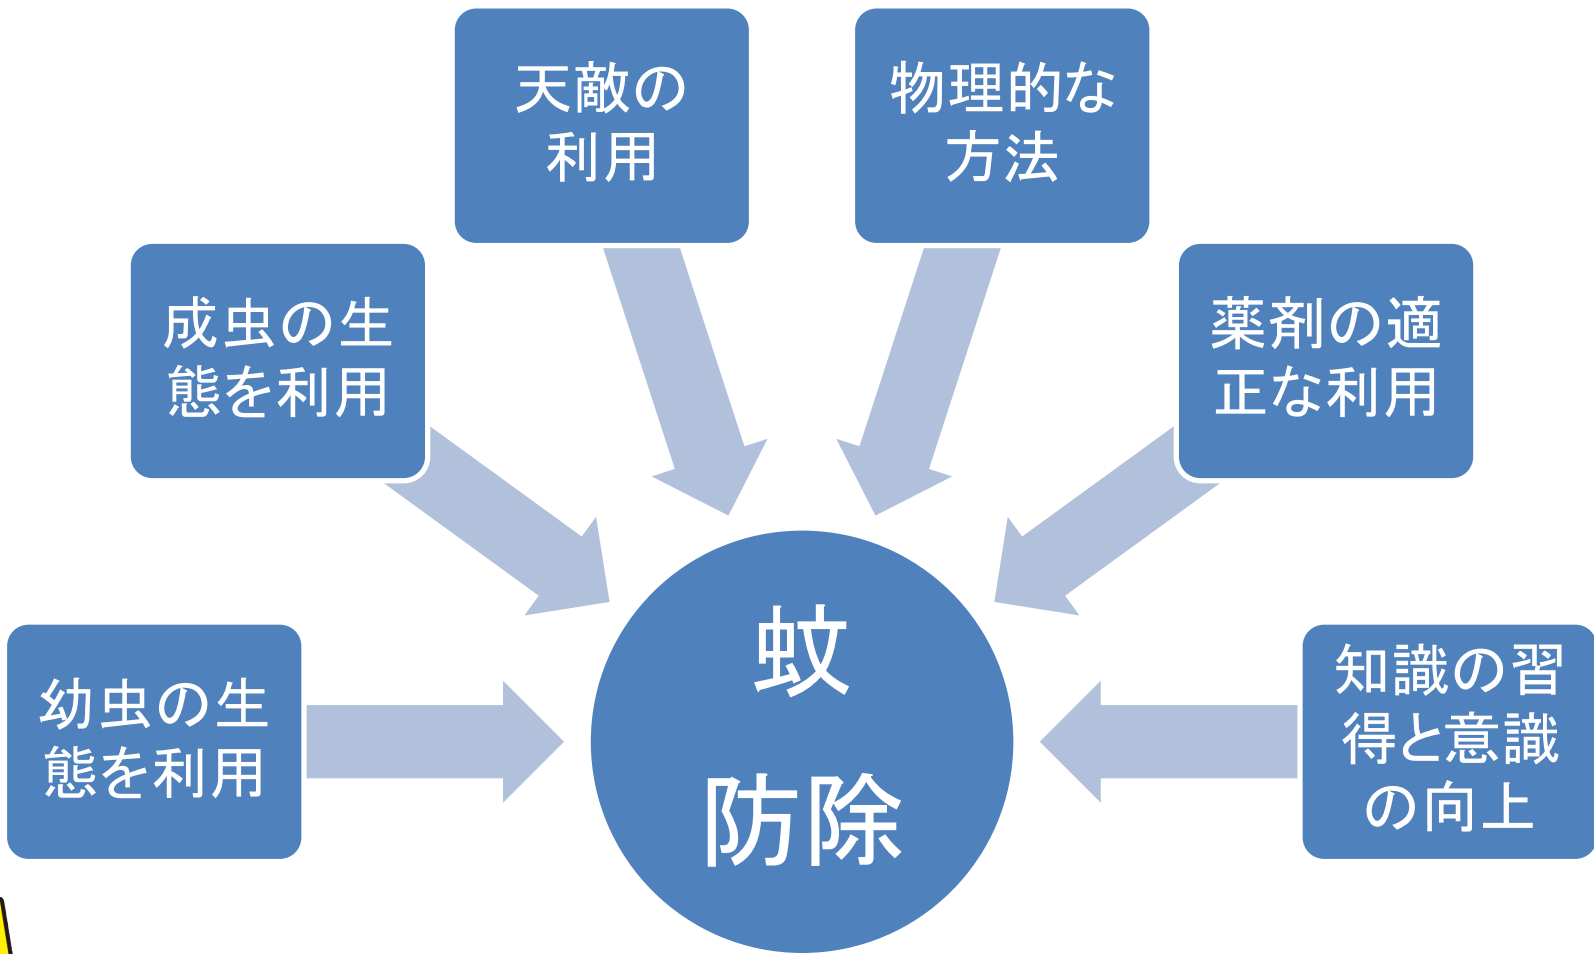 幼虫の生
態を利用
成虫の生
態を利用
天敵の
利用
物理的な
方法
薬剤の適
正な利用
知識の習
得と意識
の向上
蚊
防除